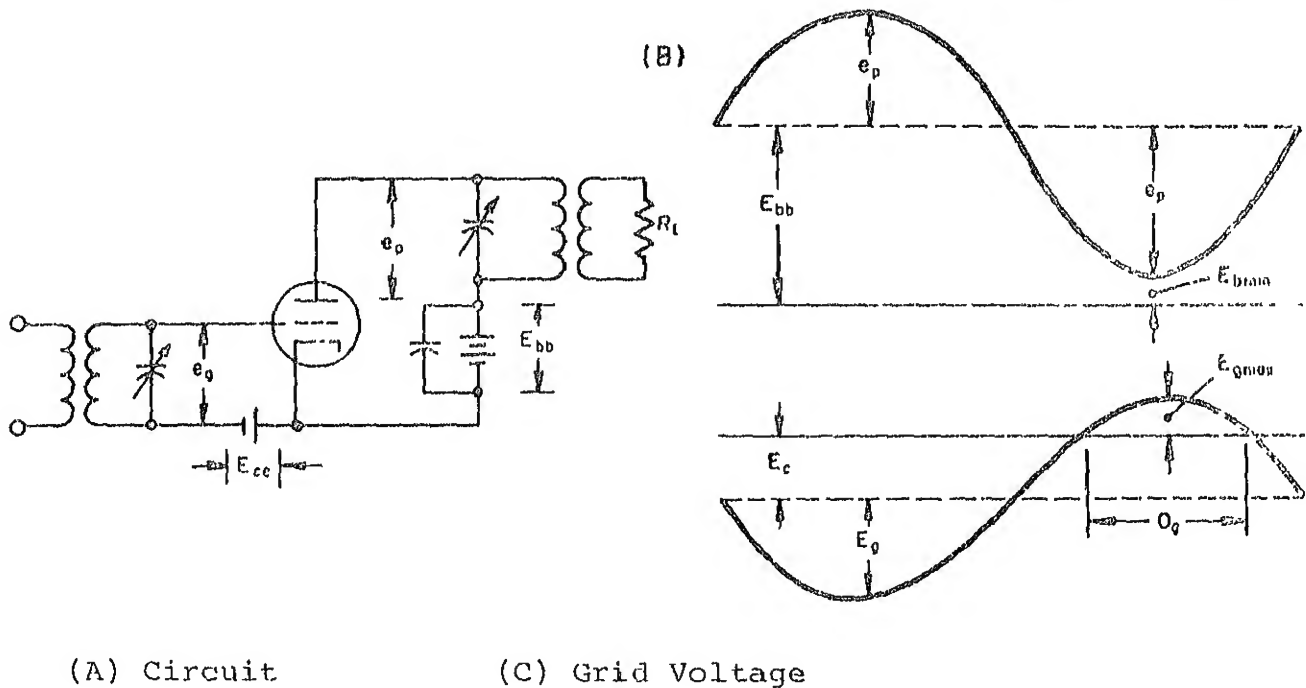 (B)
e_p
E_bb
e_p
E_bmin
e_p
R_L
e_g
E_bb
E_cc
E_gmax
E_c
E_g
θ_g
(A) Circuit
(C) Grid Voltage